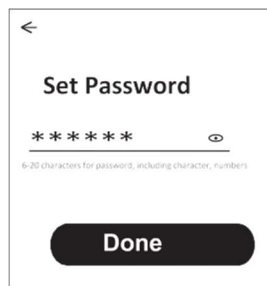 Set Password
******
6-20 characters for password, including character, numbers
Done